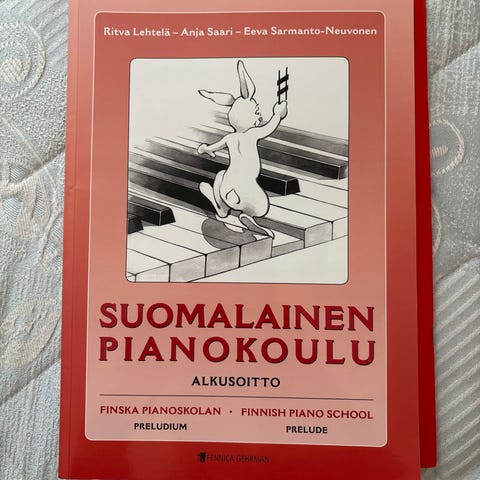 Ritva Lehtelä – Anja Saari – Eeva Sarmanto-Neuvonen
SUOMALAINEN
PIANOKOULU
ALKUSOITTO
FINSKA PIANOSKOLAN • FINNISH PIANO SCHOOL
PRELUDIUM PRELUDE
FENNICA GEHRMAN